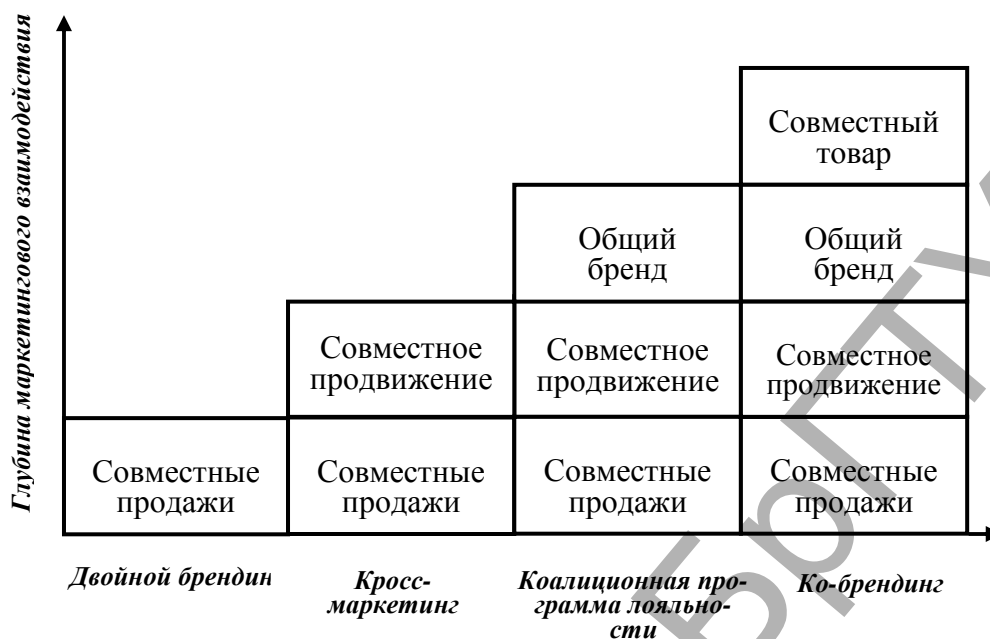 Глубина маркетингового взаимодействия
Совместный
товар
Общий
бренд
Общий
бренд
Совместное
продвижение
Совместное
продвижение
Совместное
продвижение
Совместные
продажи
Совместные
продажи
Совместные
продажи
Совместные
продажи
Двойной брендин
Кросс-
маркетинг
Коалиционная про-
грамма лояльно-
сти
Ко-брендинг
БрГТУ